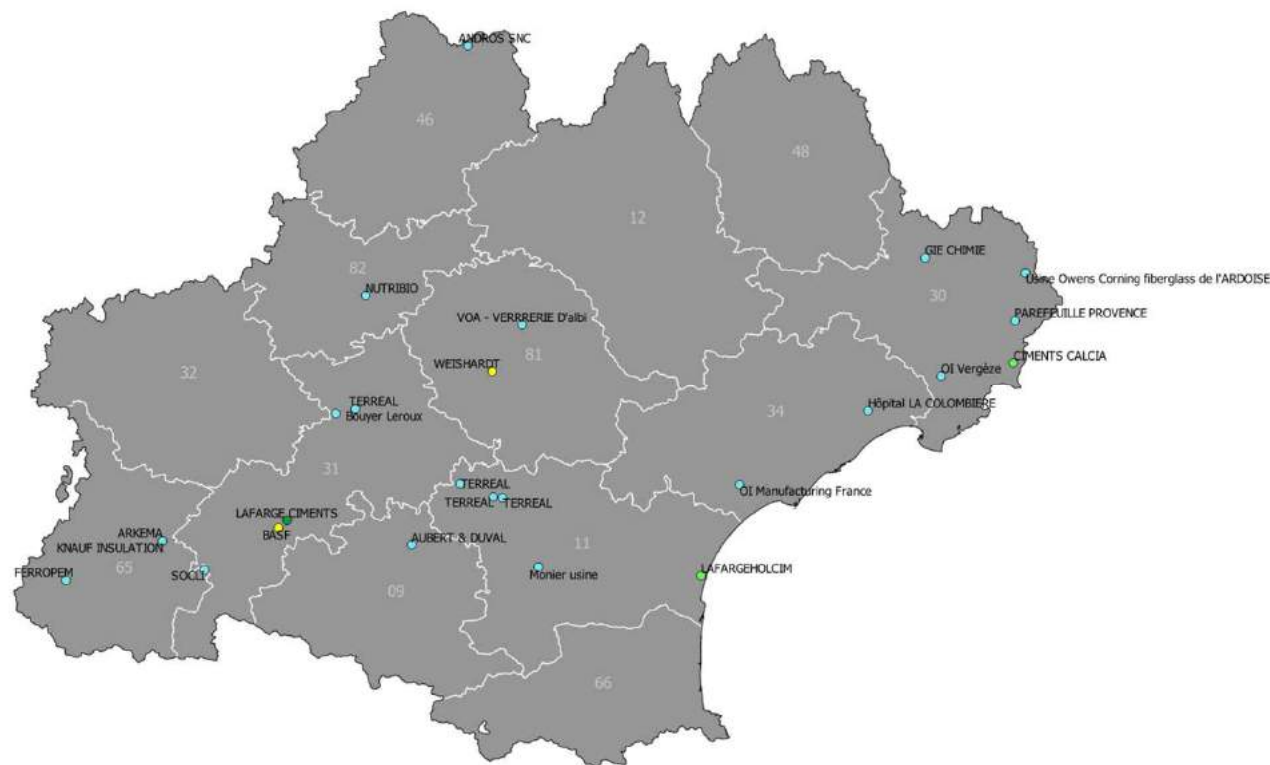 ANDROS SNC
46
48
12
GIE CHIMIE
82
Usine Owens Corning fiberglass de l'ARDOISE
NUTRIBIO
30
PAREFEUILLE PROVENCE
VOA - VERRRERIE D'albi
81
CIMENTS CALCIA
WEISHARDT
OI Vergèze
32
TERREAL
Bouyer Leroux
Hôpital LA COLOMBIERE
34
31
TERREAL
OI Manufacturing France
TERREAL
TERREAL
LAFARGE CIMENTS
BASF
ARKEMA
KNAUF INSULATION
AUBERT & DUVAL
11
FERROPEM
65
SOCLI
Monier usine
LAFARGEHOLCIM
09
66